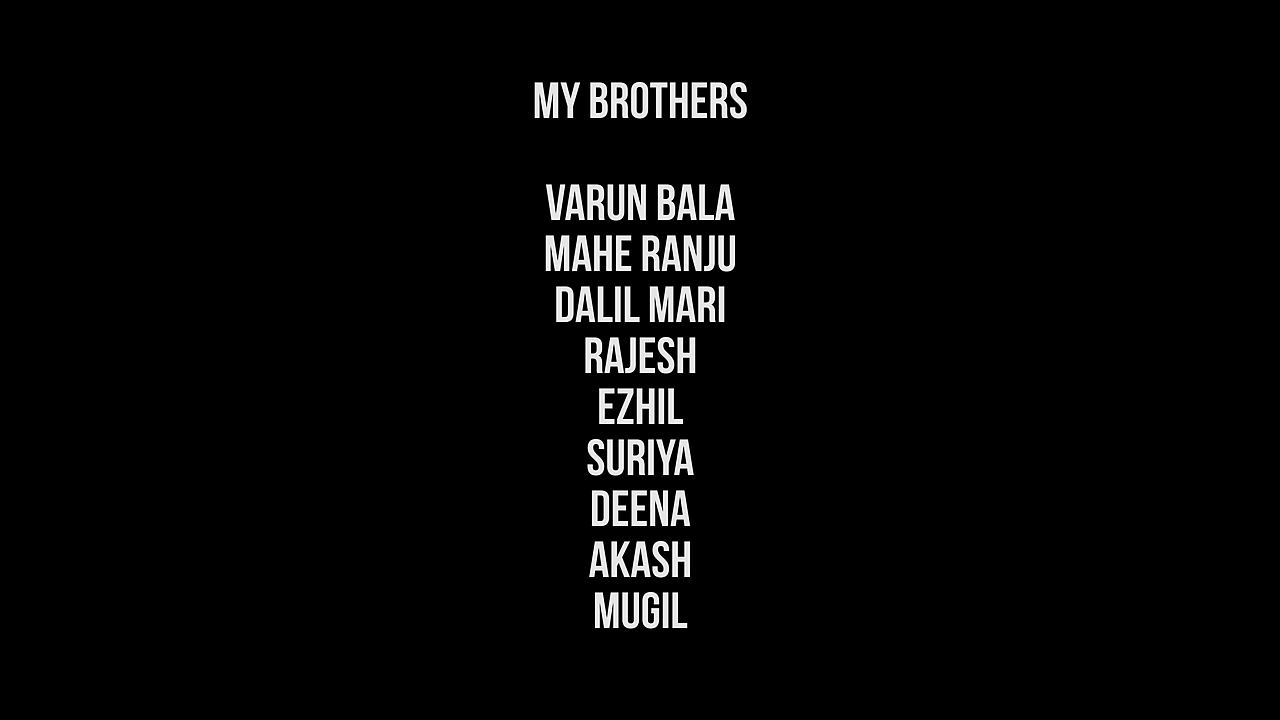 MY BROTHERS
VARUN BALA
MAHE RANJU
DALIL MARI
RAJESH
EZHIL
SURIYA
DEENA
AKASH
MUGIL